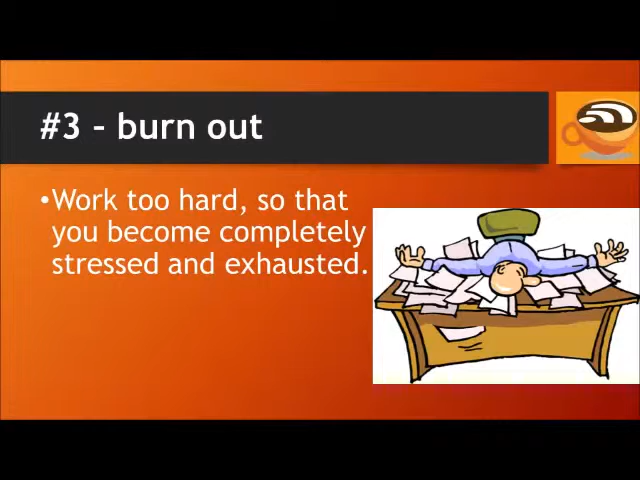 #3 – burn out
•Work too hard, so that
you become completely
stressed and exhausted.